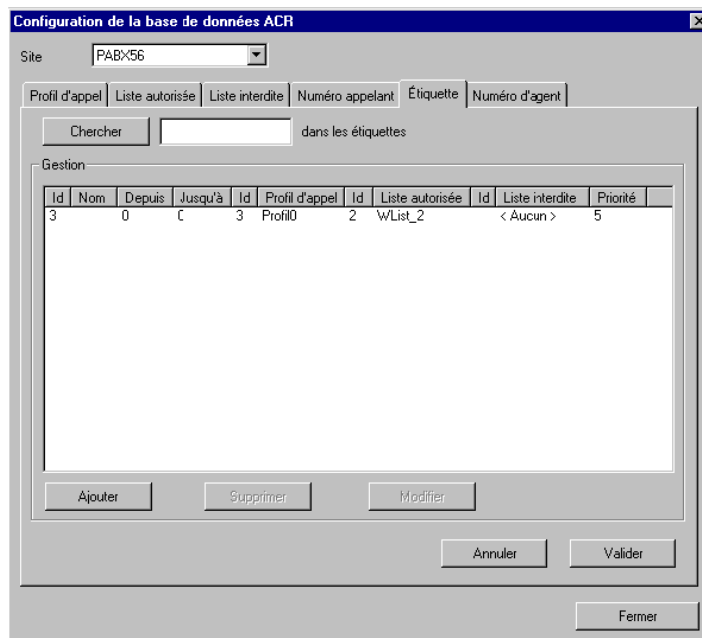 Configuration de la base de données ACR
Site PABX56
Profil d'appel Liste autorisée Liste interdite Numéro appelant Étiquette Numéro d'agent
Chercher dans les étiquettes
Gestion
Id Nom Depuis Jusqu'à Id Profil d'appel Id Liste autorisée Id Liste interdite Priorité
3 0 3 Profil0 2 WList_2 < Aucun > 5
Ajouter Supprimer Modifier
Annuler Valider
Fermer